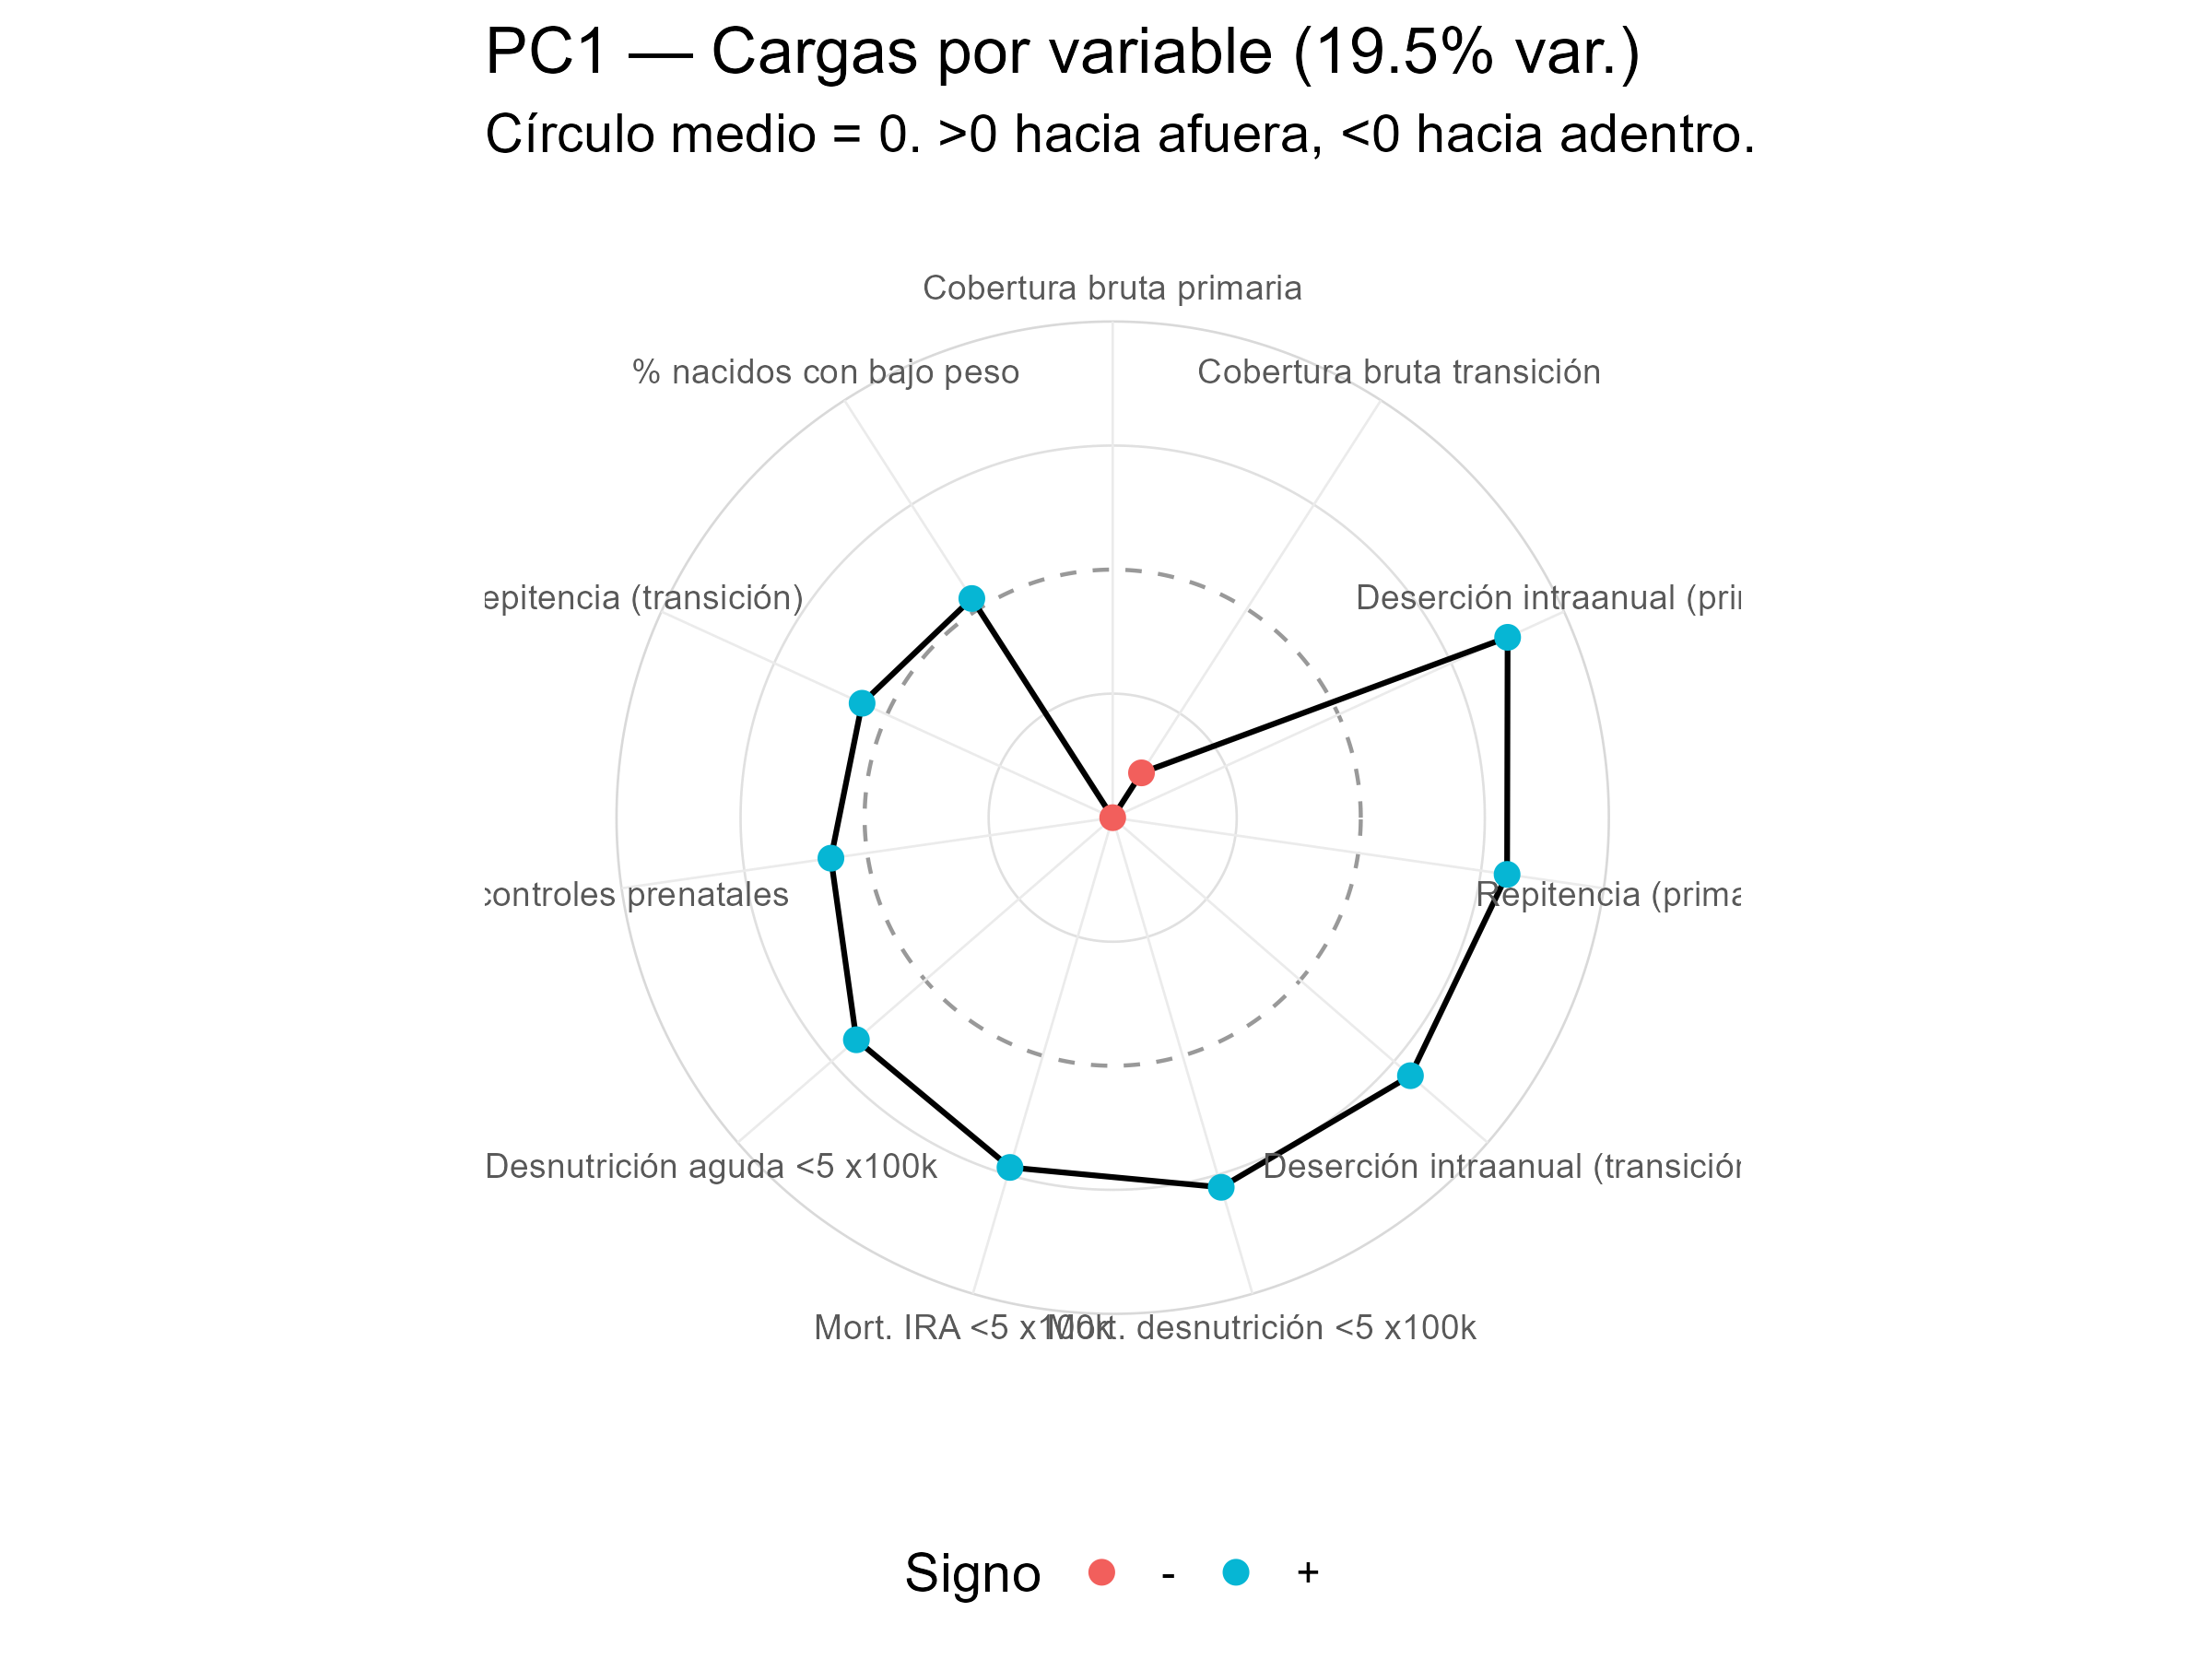 PC1 — Cargas por variable (19.5% var.)
Círculo medio = 0. >0 hacia afuera, <0 hacia adentro.
Cobertura bruta primaria
% nacidos con bajo peso
Cobertura bruta transición
epitencia (transición)
Deserción intraanual (pri
controles prenatales
Repitencia (prima
Desnutrición aguda <5 x100k
Deserción intraanual (transición
Mort. IRA <5 x100k
Mort. desnutrición <5 x100k
Signo - +